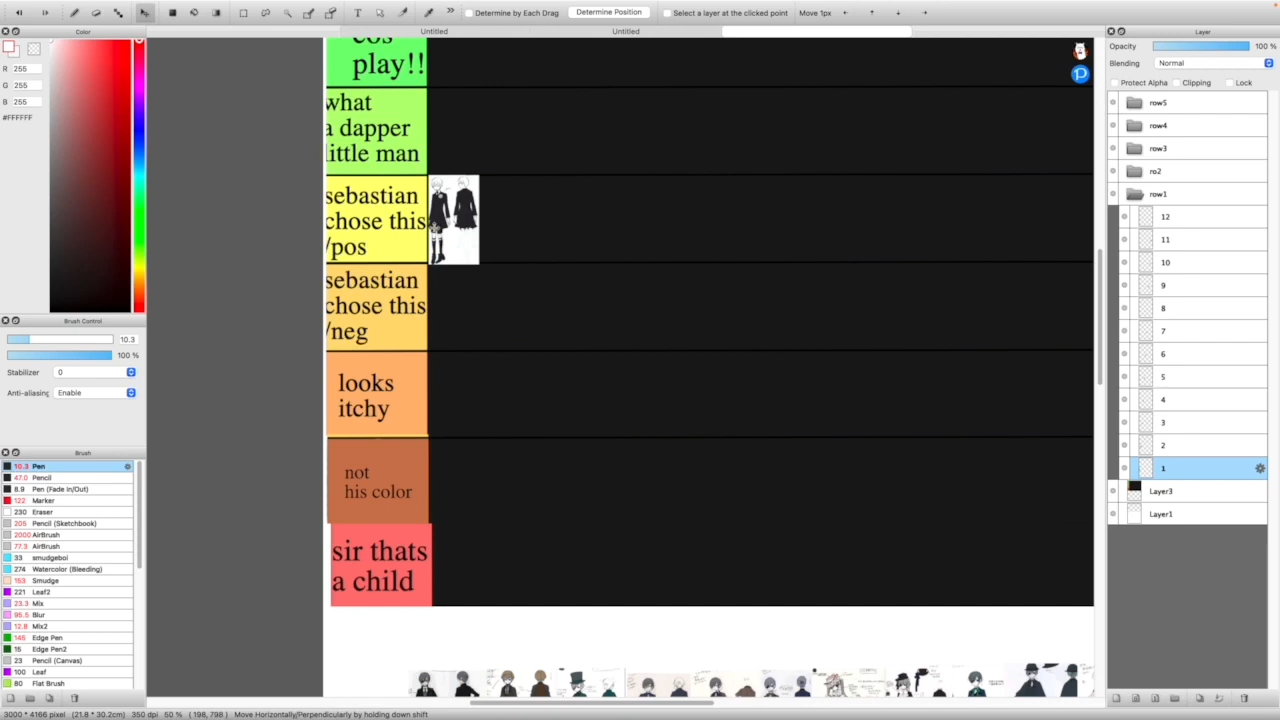 Determine by Each Drag
Determine Position
Select a layer at the clicked point
Move 1px
Color
Untitled
Untitled
Layer
R 255
G 255
B 255
#FFFFFF
Brush Control
10.3
100 %
Stabilizer 0
Anti-aliasing Enable
Brush
10.3 Pen
47.0 Pencil
8.9 Pen (Fade In/Out)
122 Marker
230 Eraser
205 Pencil (Sketchbook)
2000 AirBrush
77.3 AirBrush
33 smudgeboi
274 Watercolor (Bleeding)
153 Smudge
221 Leaf2
23.3 Mix
95.5 Blur
12.8 Mix2
145 Edge Pen
15 Edge Pen2
23 Pencil (Canvas)
100 Leaf
80 Flat Brush
cos
play!!
what
a dapper
little man
sebastian
chose this
/pos
sebastian
chose this
/neg
looks
itchy
not
his color
sir thats
a child
Opacity 100 %
Blending Normal
Protect Alpha Clipping Lock
row5
row4
row3
ro2
row1
12
11
10
9
8
7
6
5
4
3
2
1
Layer3
Layer1
3000 * 4166 pixel (21.8 * 30.2cm) 350 dpi 50 % ( 198, 798 ) Move Horizontally/Perpendicularly by holding down shift